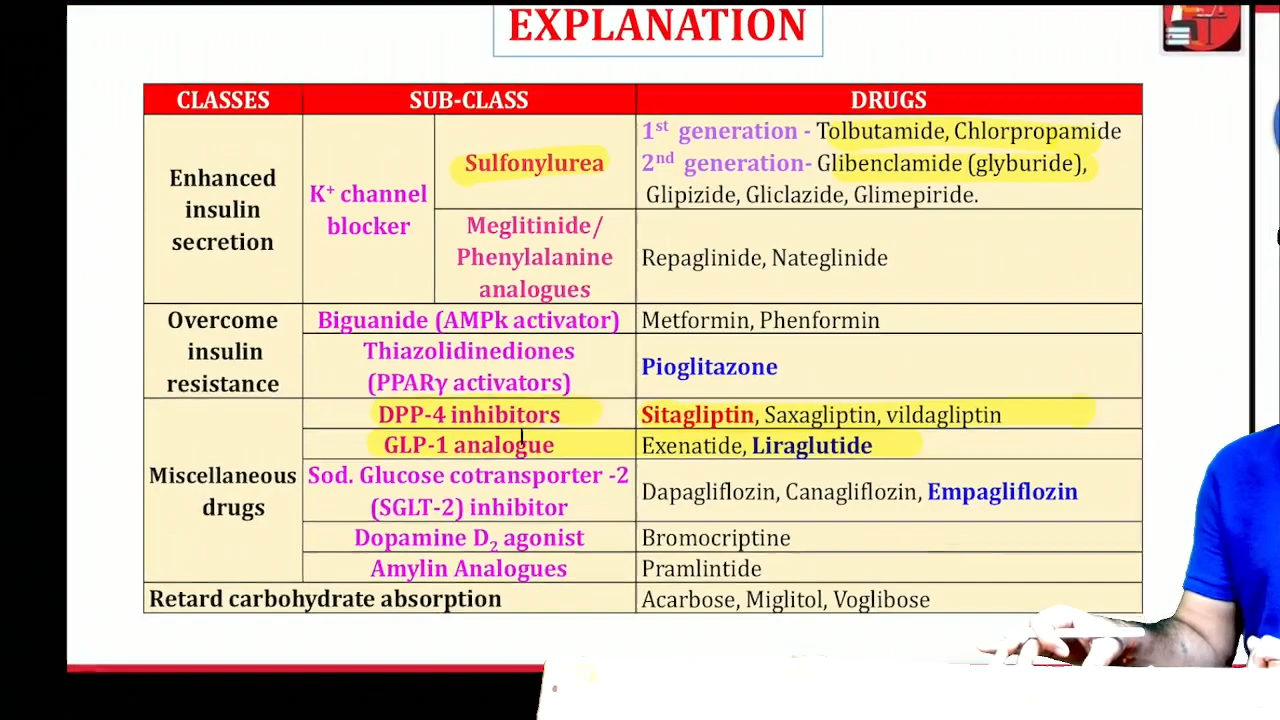 EXPLANATION
CLASSES SUB-CLASS DRUGS
Enhanced
insulin
secretion
K⁺ channel
blocker
Sulfonylurea
1ˢᵗ generation - Tolbutamide, Chlorpropamide
2ⁿᵈ generation- Glibenclamide (glyburide),
Glipizide, Gliclazide, Glimepiride.
Meglitinide/
Phenylalanine
analogues
Repaglinide, Nateglinide
Overcome
insulin
resistance
Biguanide (AMPk activator) Metformin, Phenformin
Thiazolidinediones
(PPARγ activators)
Pioglitazone
Miscellaneous
drugs
DPP-4 inhibitors Sitagliptin, Saxagliptin, vildagliptin
GLP-1 analogue Exenatide, Liraglutide
Sod. Glucose cotransporter -2
(SGLT-2) inhibitor
Dapagliflozin, Canagliflozin, Empagliflozin
Dopamine D₂ agonist Bromocriptine
Amylin Analogues Pramlintide
Retard carbohydrate absorption Acarbose, Miglitol, Voglibose